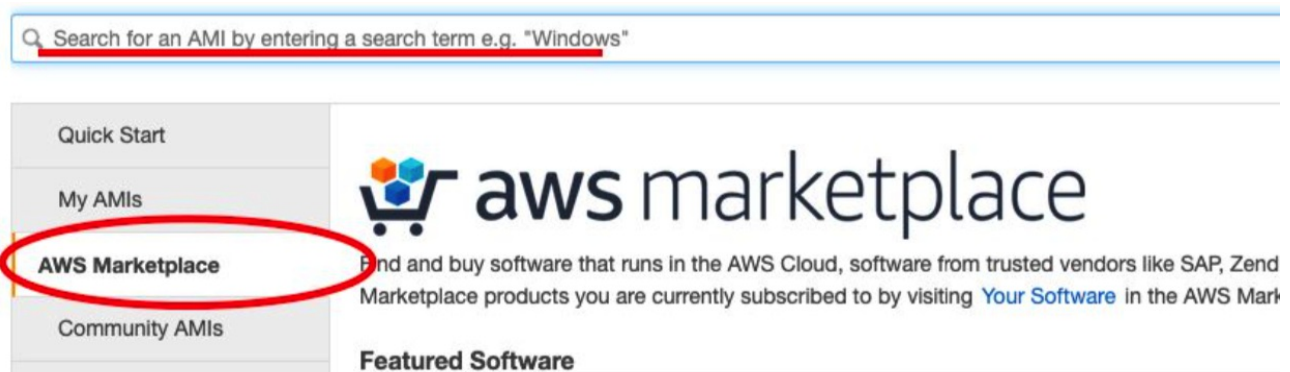 Search for an AMI by entering a search term e.g. "Windows"
Quick Start
My AMIs
AWS Marketplace
Community AMIs
aws marketplace
Find and buy software that runs in the AWS Cloud, software from trusted vendors like SAP, Zend
Marketplace products you are currently subscribed to by visiting Your Software in the AWS Mark
Featured Software